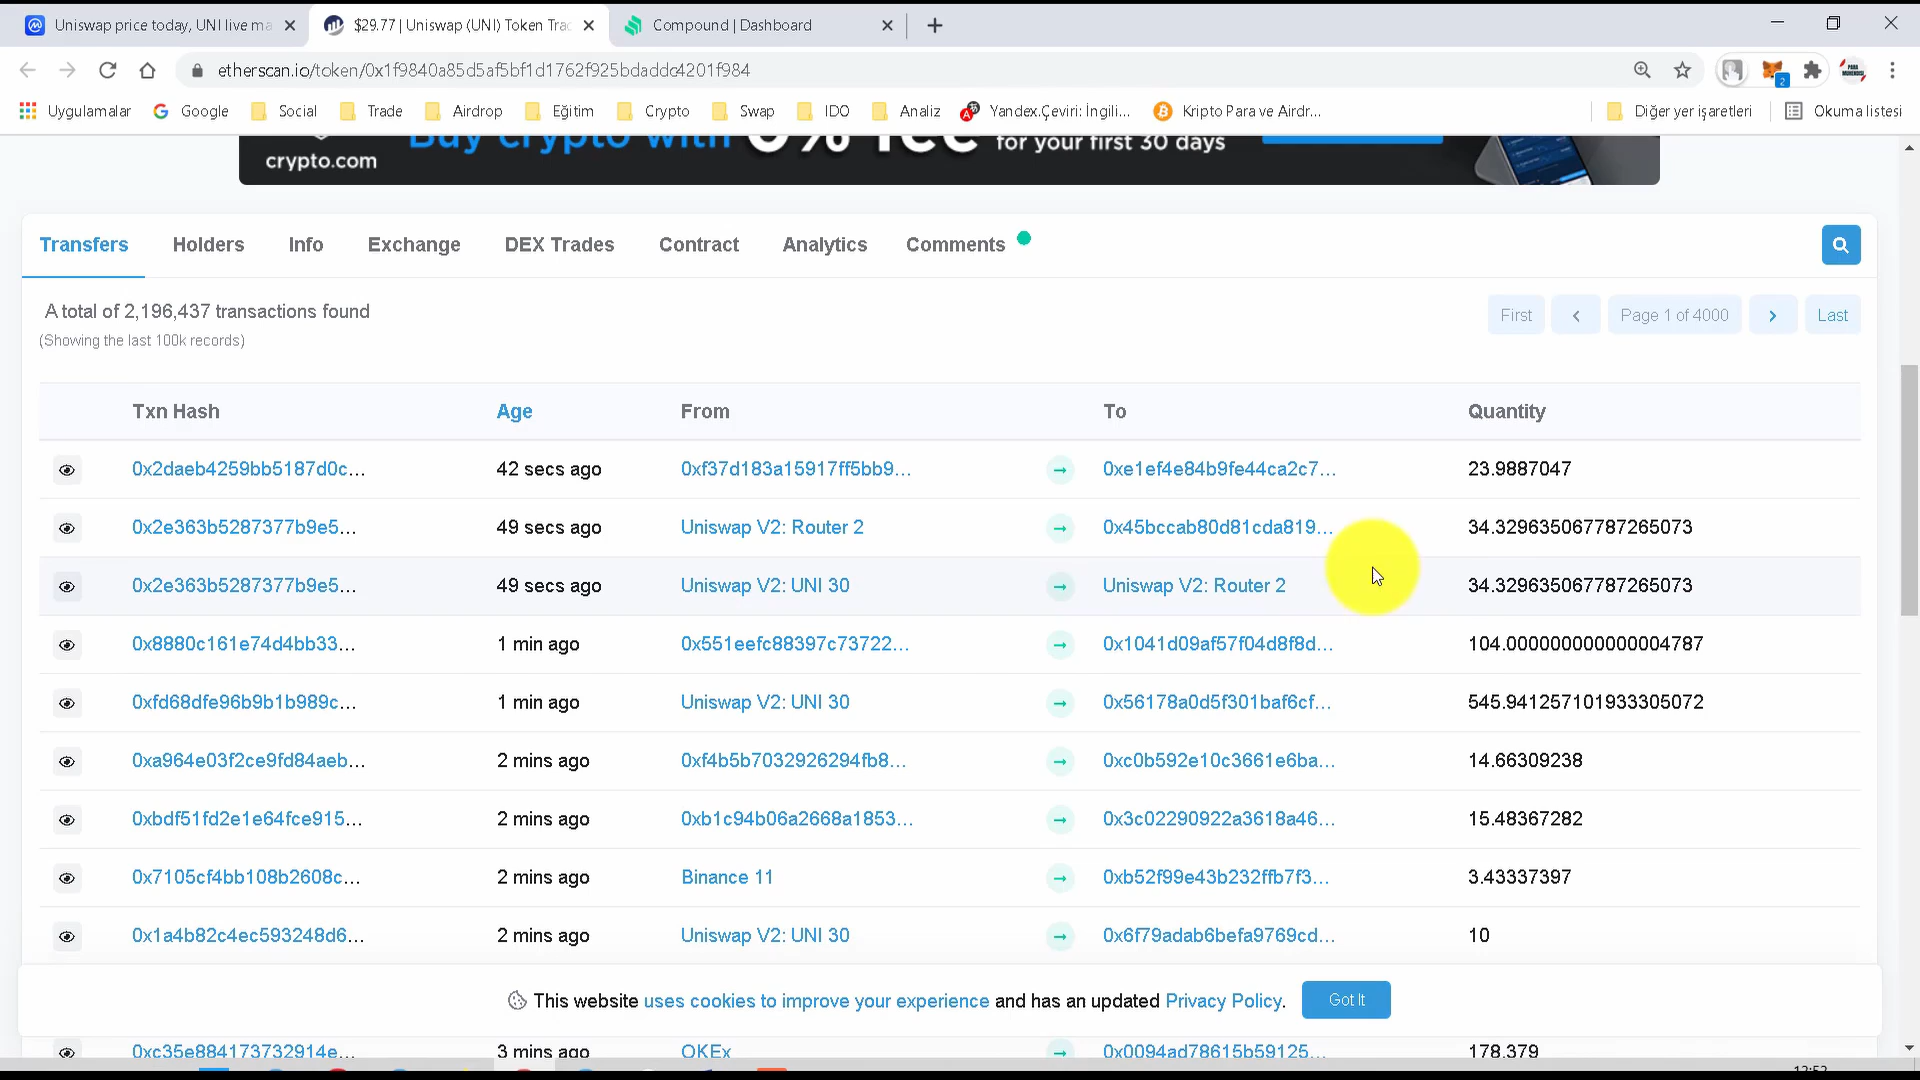 Uniswap price today, UNI live ma
$29.77 | Uniswap (UNI) Token Trac
Compound | Dashboard
etherscan.io/token/0x1f9840a85d5af5bf1d1762f925bdaddc4201f984
2
PARA
Uygulamalar
Google
Social
Trade
Airdrop
Eğitim
Crypto
Swap
IDO
Analiz
Yandex.Çeviri: İngili...
Kripto Para ve Airdr...
Diğer yer işaretleri
Okuma listesi
Buy crypto with 0% fee for your first 30 days
crypto.com
Transfers Holders Info Exchange DEX Trades Contract Analytics Comments
A total of 2,196,437 transactions found
(Showing the last 100k records)
First Page 1 of 4000 Last
Txn Hash Age From To Quantity
0x2daeb4259bb5187d0c... 42 secs ago 0xf37d183a15917ff5bb9... 0xe1ef4e84b9fe44ca2c7... 23.9887047
0x2e363b5287377b9e5... 49 secs ago Uniswap V2: Router 2 0x45bccab80d81cda819... 34.329635067787265073
0x2e363b5287377b9e5... 49 secs ago Uniswap V2: UNI 30 Uniswap V2: Router 2 34.329635067787265073
0x8880c161e74d4bb33... 1 min ago 0x551eefc88397c73722... 0x1041d09af57f04d8f8d... 104.000000000000004787
0xfd68dfe96b9b1b989c... 1 min ago Uniswap V2: UNI 30 0x56178a0d5f301baf6cf... 545.941257101933305072
0xa964e03f2ce9fd84aeb... 2 mins ago 0xf4b5b7032926294fb8... 0xc0b592e10c3661e6ba... 14.66309238
0xbdf51fd2e1e64fce915... 2 mins ago 0xb1c94b06a2668a1853... 0x3c02290922a3618a46... 15.48367282
0x7105cf4bb108b2608c... 2 mins ago Binance 11 0xb52f99e43b232ffb7f3... 3.43337397
0x1a4b82c4ec593248d6... 2 mins ago Uniswap V2: UNI 30 0x6f79adab6befa9769cd... 10
This website uses cookies to improve your experience and has an updated Privacy Policy. Got It
0xc35e884173732914e... 3 mins ago OKEx 0x0094ad78615b59125... 178.379